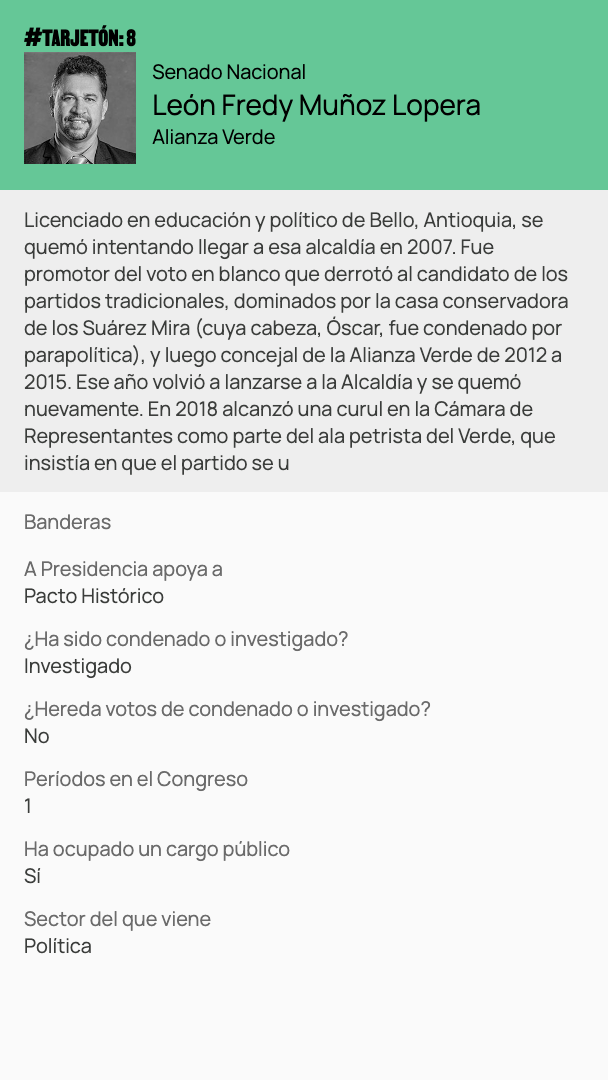 #TARJETÓN: 8
Senado Nacional
León Fredy Muñoz Lopera
Alianza Verde
Licenciado en educación y político de Bello, Antioquia, se
quemó intentando llegar a esa alcaldía en 2007. Fue
promotor del voto en blanco que derrotó al candidato de los
partidos tradicionales, dominados por la casa conservadora
de los Suárez Mira (cuya cabeza, Óscar, fue condenado por
parapolítica), y luego concejal de la Alianza Verde de 2012 a
2015. Ese año volvió a lanzarse a la Alcaldía y se quemó
nuevamente. En 2018 alcanzó una curul en la Cámara de
Representantes como parte del ala petrista del Verde, que
insistía en que el partido se u
Banderas
A Presidencia apoya a
Pacto Histórico
¿Ha sido condenado o investigado?
Investigado
¿Hereda votos de condenado o investigado?
No
Períodos en el Congreso
1
Ha ocupado un cargo público
Sí
Sector del que viene
Política